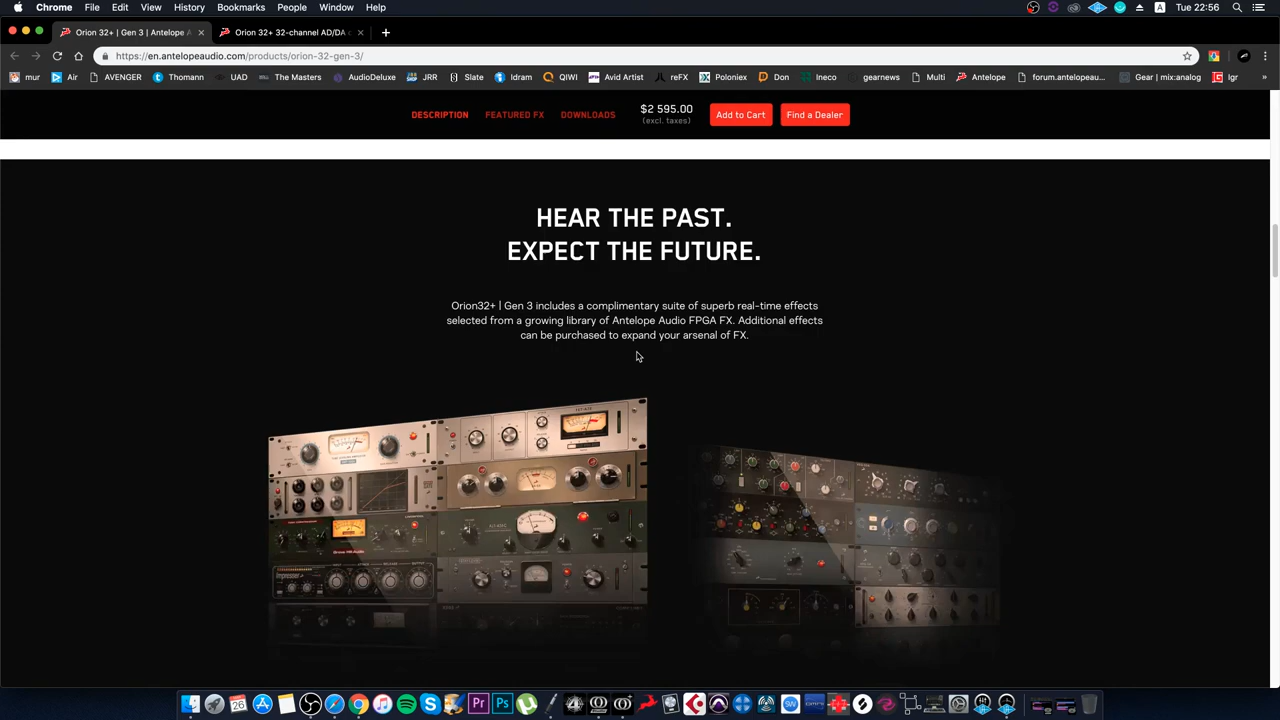 Chrome File Edit View History Bookmarks People Window Help
A Tue 22:56
Orion 32+ | Gen 3 | Antelope A
Orion 32+ 32-channel AD/DA c
https://en.antelopeaudio.com/products/orion-32-gen-3/
mur Air AVENGER Thomann UAD The Masters AudioDeluxe JRR Slate Idram QIWI Avid Artist reFX Poloniex Don Ineco gearnews Multi Antelope forum.antelopeau... Gear | mix:analog Igr »
DESCRIPTION FEATURED FX DOWNLOADS $2 595.00 Add to Cart Find a Dealer
(excl. taxes)
HEAR THE PAST.
EXPECT THE FUTURE.
Orion32+ | Gen 3 includes a complimentary suite of superb real-time effects
selected from a growing library of Antelope Audio FPGA FX. Additional effects
can be purchased to expand your arsenal of FX.
Impresser
26 Pr Ps SW